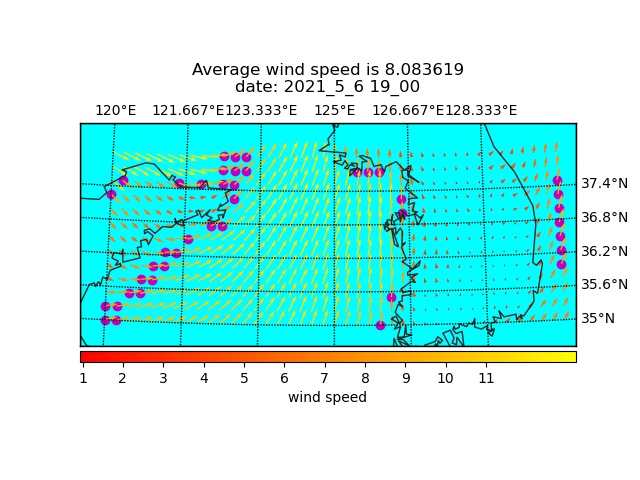 Average wind speed is 8.083619
date: 2021_5_6 19_00
120°E 121.667°E 123.333°E 125°E 126.667°E 128.333°E
37.4°N
36.8°N
36.2°N
35.6°N
35°N
1 2 3 4 5 6 7 8 9 10 11
wind speed